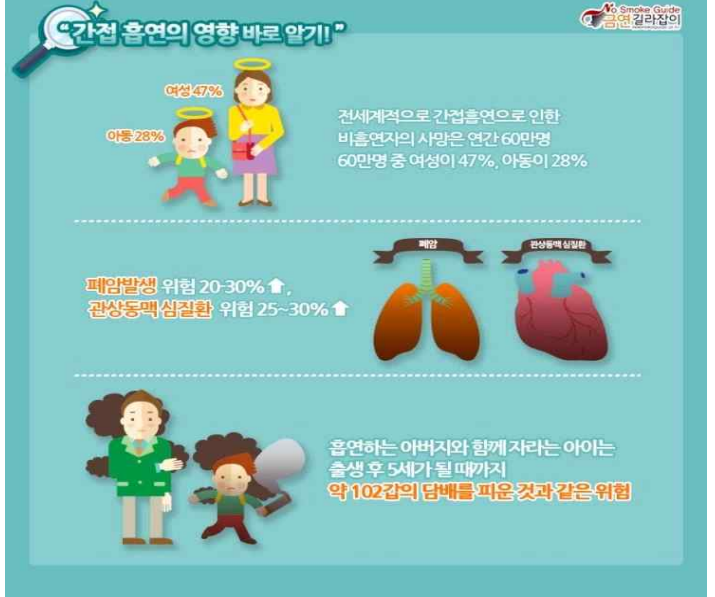 “간접 흡연의 영향 바로 알기!”
No Smoke Guide
금연길라잡이
여성 47%
아동 28%
전세계적으로 간접흡연으로 인한
비흡연자의 사망은 연간 60만명
60만명 중 여성이 47%, 아동이 28%
폐암
관상동맥 심질환
폐암발생 위험 20-30%⬆,
관상동맥 심질환 위험 25~30%⬆
흡연하는 아버지와 함께 자라는 아이는
출생 후 5세가 될 때까지
약 102갑의 담배를 피운 것과 같은 위험